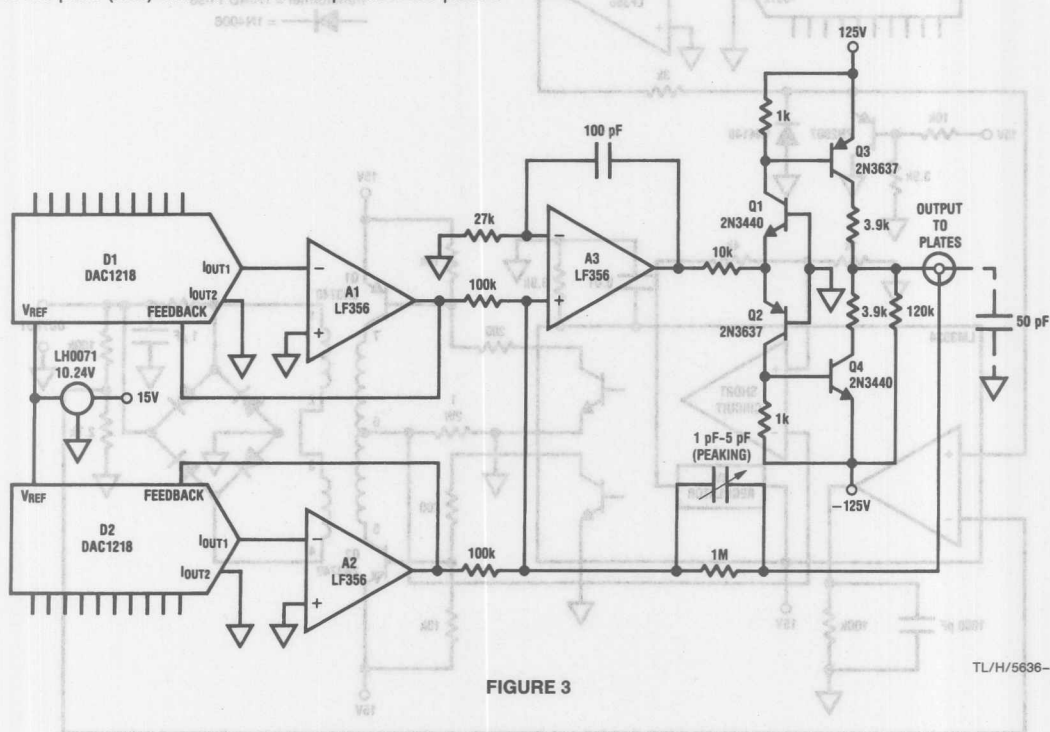 125V
1k
100 pF
Q3
2N3637
Q1
2N3440
3.9k
OUTPUT
TO
PLATES
27k
D1
DAC1218
IOUT1
IOUT2
VREF
FEEDBACK
A1
LF356
100k
A3
LF356
10k
Q2
2N3637
3.9k
120k
50 pF
LH0071
10.24V
15V
Q4
2N3440
1k
1 pF–5 pF
(PEAKING)
−125V
VREF
FEEDBACK
D2
DAC1218
IOUT1
IOUT2
A2
LF356
100k
1M
TL/H/5636–
FIGURE 3